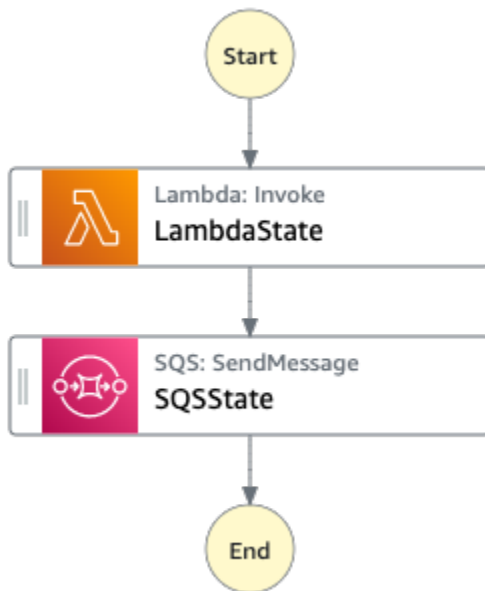 Start
Lambda: Invoke
LambdaState
SQS: SendMessage
SQSState
End